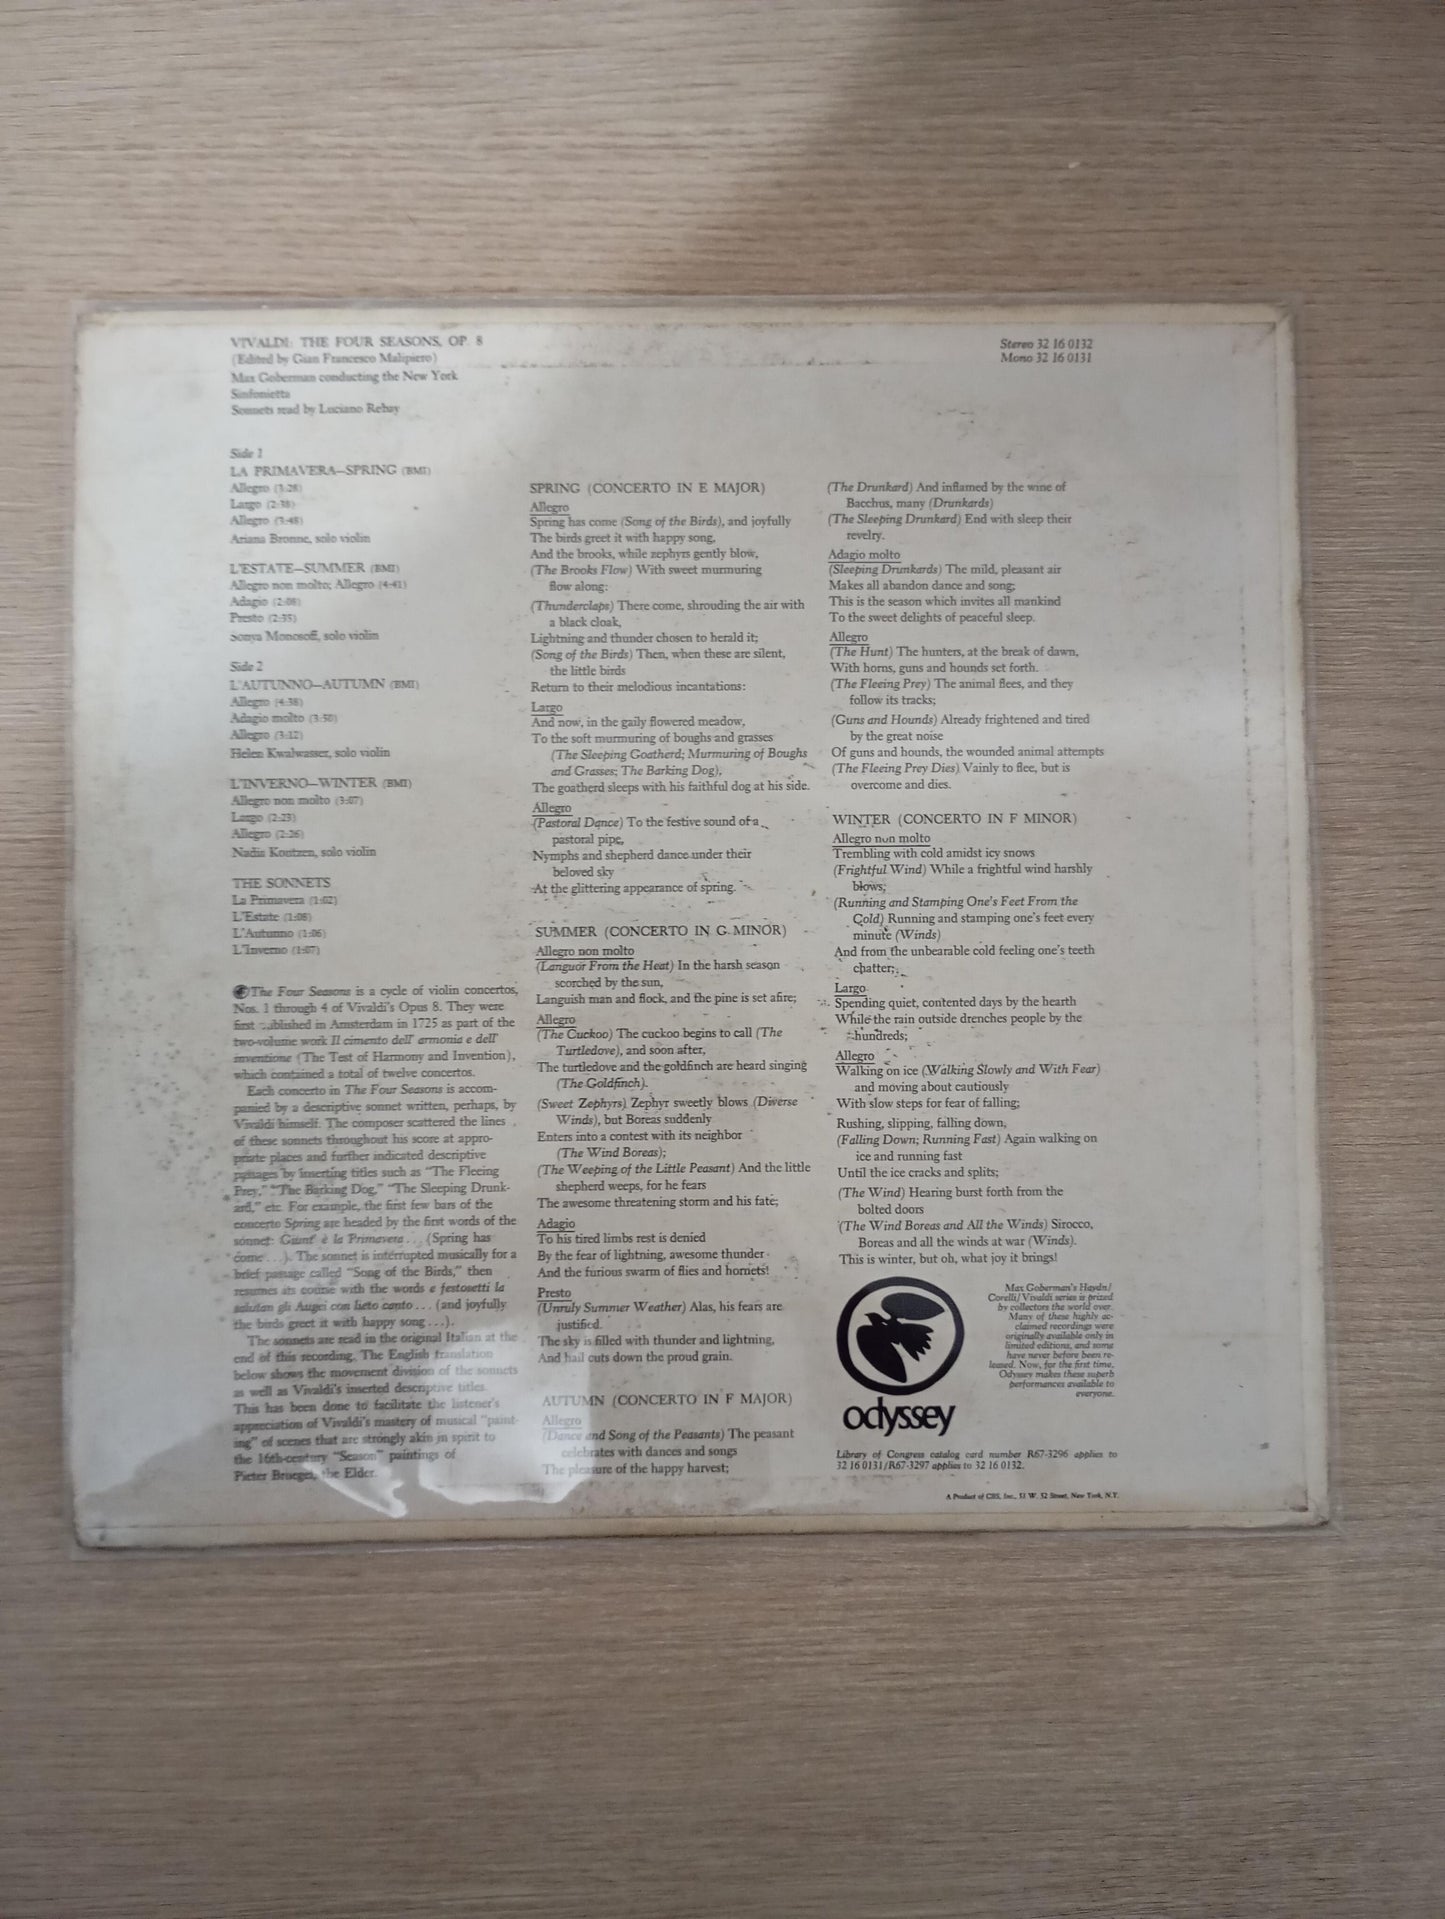 VIVALDI: THE FOUR SEASONS, OP. 8
(Edited by Gian Francesco Malipiero)
Max Goberman conducting the New York
Sinfonietta
Sonnets read by Luciano Rebay
Stereo 32 16 0132
Mono 32 16 0131
Side 1
LA PRIMAVERA—SPRING (BMI)
Allegro (3:28)
Largo (2:38)
Allegro (3:48)
Ariana Bronne, solo violin
L'ESTATE—SUMMER (BMI)
Allegro non molto; Allegro (4:41)
Adagio (2:08)
Presto (2:35)
Sonya Monosoff, solo violin
Side 2
L'AUTUNNO—AUTUMN (BMI)
Allegro (4:38)
Adagio molto (3:50)
Allegro (3:12)
Helen Kwalwasser, solo violin
L'INVERNO—WINTER (BMI)
Allegro non molto (3:07)
Largo (2:23)
Allegro (2:26)
Nadia Koutzen, solo violin
THE SONNETS
La Primavera (1:02)
L'Estate (1:08)
L'Autunno (1:06)
L'Inverno (1:07)
The Four Seasons is a cycle of violin concertos,
Nos. 1 through 4 of Vivaldi's Opus 8. They were
first in Amsterdam in 1725 as part of the
two-volume work Il cimento dell' armonia e dell'
inventione (The Test of Harmony and Invention),
which contained a total of twelve concertos.
Each concerto in The Four Seasons is accom-
panied by a descriptive sonnet written, perhaps, by
Vivaldi himself. The composer scattered the lines
of these sonnets throughout his score at appro-
priate places and further indicated descriptive
passages by inserting titles such as "The Fleeing
Prey," "The Barking Dog," "The Sleeping Drunk-
ard," etc. For example, the first few bars of the
concerto Spring are headed by the first words of the
sonnet: Giunt' è la Primavera . . . (Spring has
come . . .). The sonnet is interrupted musically for a
brief passage called "Song of the Birds," then
resumes its course with the words e festosetti la
salutan gli Augei con lieto canto . . . (and joyfully
the birds greet it with happy song . . .).
The sonnets are read in the original Italian at the
end of this recording. The English translation
below shows the movement division of the sonnets
as well as Vivaldi's inserted descriptive titles.
This has been done to facilitate the listener's
appreciation of Vivaldi's mastery of musical "paint-
ing" of scenes that are strongly akin in spirit to
the 16th-century "Season" paintings of
Pieter Bruegel, the Elder.
SPRING (CONCERTO IN E MAJOR)
Allegro
Spring has come (Song of the Birds), and joyfully
The birds greet it with happy song,
And the brooks, while zephyrs gently blow,
(The Brooks Flow) With sweet murmuring
flow along:
(Thunderclaps) There come, shrouding the air with
a black cloak,
Lightning and thunder chosen to herald it;
(Song of the Birds) Then, when these are silent,
the little birds
Return to their melodious incantations:
Largo
And now, in the gaily flowered meadow,
To the soft murmuring of boughs and grasses
(The Sleeping Goatherd; Murmuring of Boughs
and Grasses; The Barking Dog),
The goatherd sleeps with his faithful dog at his side.
Allegro
(Pastoral Dance) To the festive sound of a
pastoral pipe,
Nymphs and shepherd dance under their
beloved sky
At the glittering appearance of spring.
SUMMER (CONCERTO IN G MINOR)
Allegro non molto
(Languor From the Heat) In the harsh season
scorched by the sun,
Languish man and flock, and the pine is set afire;
Allegro
(The Cuckoo) The cuckoo begins to call (The
Turtledove), and soon after,
The turtledove and the goldfinch are heard singing
(The Goldfinch).
(Sweet Zephyrs) Zephyr sweetly blows (Diverse
Winds), but Boreas suddenly
Enters into a contest with its neighbor
(The Wind Boreas);
(The Weeping of the Little Peasant) And the little
shepherd weeps, for he fears
The awesome threatening storm and his fate;
Adagio
To his tired limbs rest is denied
By the fear of lightning, awesome thunder
And the furious swarm of flies and hornets!
Presto
(Unruly Summer Weather) Alas, his fears are
justified.
The sky is filled with thunder and lightning,
And hail cuts down the proud grain.
AUTUMN (CONCERTO IN F MAJOR)
Allegro
(Dance and Song of the Peasants) The peasant
celebrates with dances and songs
The pleasure of the happy harvest;
(The Drunkard) And inflamed by the wine of
Bacchus, many (Drunkards)
(The Sleeping Drunkard) End with sleep their
revelry.
Adagio molto
(Sleeping Drunkards) The mild, pleasant air
Makes all abandon dance and song;
This is the season which invites all mankind
To the sweet delights of peaceful sleep.
Allegro
(The Hunt) The hunters, at the break of dawn,
With horns, guns and hounds set forth.
(The Fleeing Prey) The animal flees, and they
follow its tracks;
(Guns and Hounds) Already frightened and tired
by the great noise
Of guns and hounds, the wounded animal attempts
(The Fleeing Prey Dies) Vainly to flee, but is
overcome and dies.
WINTER (CONCERTO IN F MINOR)
Allegro non molto
Trembling with cold amidst icy snows
(Frightful Wind) While a frightful wind harshly
blows;
(Running and Stamping One's Feet From the
Cold) Running and stamping one's feet every
minute (Winds)
And from the unbearable cold feeling one's teeth
chatter;
Largo
Spending quiet, contented days by the hearth
While the rain outside drenches people by the
hundreds;
Allegro
Walking on ice (Walking Slowly and With Fear)
and moving about cautiously
With slow steps for fear of falling;
Rushing, slipping, falling down,
(Falling Down; Running Fast) Again walking on
ice and running fast
Until the ice cracks and splits;
(The Wind) Hearing burst forth from the
bolted doors
(The Wind Boreas and All the Winds) Sirocco,
Boreas and all the winds at war (Winds).
This is winter, but oh, what joy it brings!
odyssey
Max Goberman's Haydn/
Corelli/Vivaldi series is prized
by collectors the world over.
Many of these highly ac-
claimed recordings were
originally available only in
limited editions, and some
have never before been re-
leased. Now, for the first time,
Odyssey makes these superb
performances available to
everyone.
Library of Congress catalog card number R67-3296 applies to
32 16 0131/R67-3297 applies to 32 16 0132.
A Product of CBS, Inc., 51 W. 52 Street, New York, N.Y.